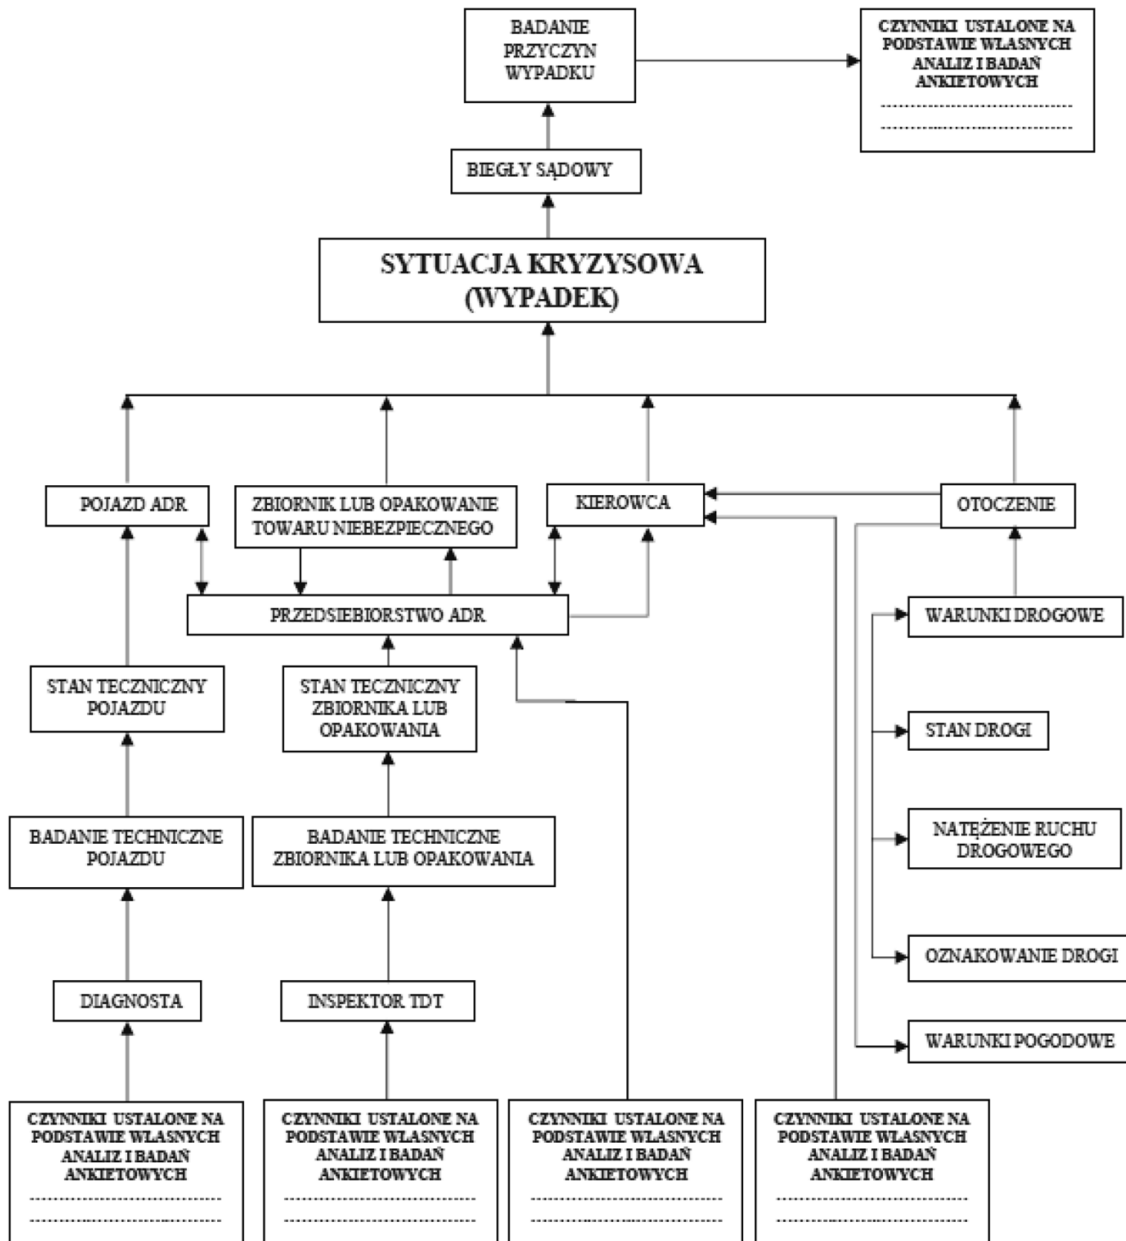 BADANIE
PRZYCZYN
WYPADKU
CZYNNIKI USTALONE NA
PODSTAWIE WŁASNYCH
ANALIZ I BADAŃ
ANKIETOWYCH
BIEGŁY SĄDOWY
SYTUACJA KRYZYSOWA
(WYPADEK)
POJAZD ADR
ZBIORNIK LUB OPAKOWANIE
TOWARU NIEBEZPIECZNEGO
KIEROWCA
OTOCZENIE
PRZEDSIEBIORSTWO ADR
WARUNKI DROGOWE
STAN TECZNICZNY
POJAZDU
STAN TECZNICZNY
ZBIORNIKA LUB
OPAKOWANIA
STAN DROGI
BADANIE TECHNICZNE
POJAZDU
BADANIE TECHNICZNE
ZBIORNIKA LUB OPAKOWANIA
NATĘŻENIE RUCHU
DROGOWEGO
OZNAKOWANIE DROGI
DIAGNOSTA
INSPEKTOR TDT
WARUNKI POGODOWE
CZYNNIKI USTALONE NA
PODSTAWIE WŁASNYCH
ANALIZ I BADAŃ
ANKIETOWYCH
CZYNNIKI USTALONE NA
PODSTAWIE WŁASNYCH
ANALIZ I BADAŃ
ANKIETOWYCH
CZYNNIKI USTALONE NA
PODSTAWIE WŁASNYCH
ANALIZ I BADAŃ
ANKIETOWYCH
CZYNNIKI USTALONE NA
PODSTAWIE WŁASNYCH
ANALIZ I BADAŃ
ANKIETOWYCH